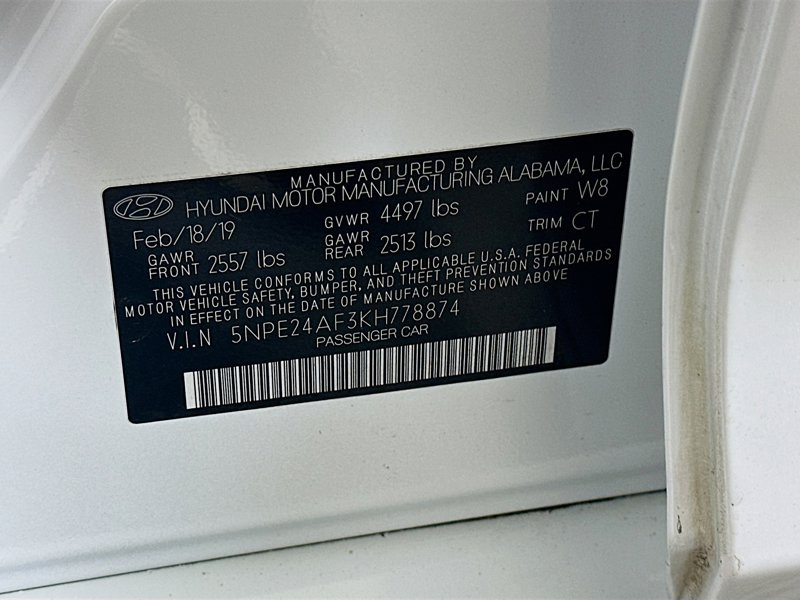 MANUFACTURED BY
HYUNDAI MOTOR MANUFACTURING ALABAMA, LLC
Feb/18/19 GVWR 4497 lbs PAINT W8
GAWR FRONT 2557 lbs GAWR REAR 2513 lbs TRIM CT
THIS VEHICLE CONFORMS TO ALL APPLICABLE U.S.A. FEDERAL
MOTOR VEHICLE SAFETY, BUMPER, AND THEFT PREVENTION STANDARDS
IN EFFECT ON THE DATE OF MANUFACTURE SHOWN ABOVE
V.I.N 5NPE24AF3KH778874
PASSENGER CAR